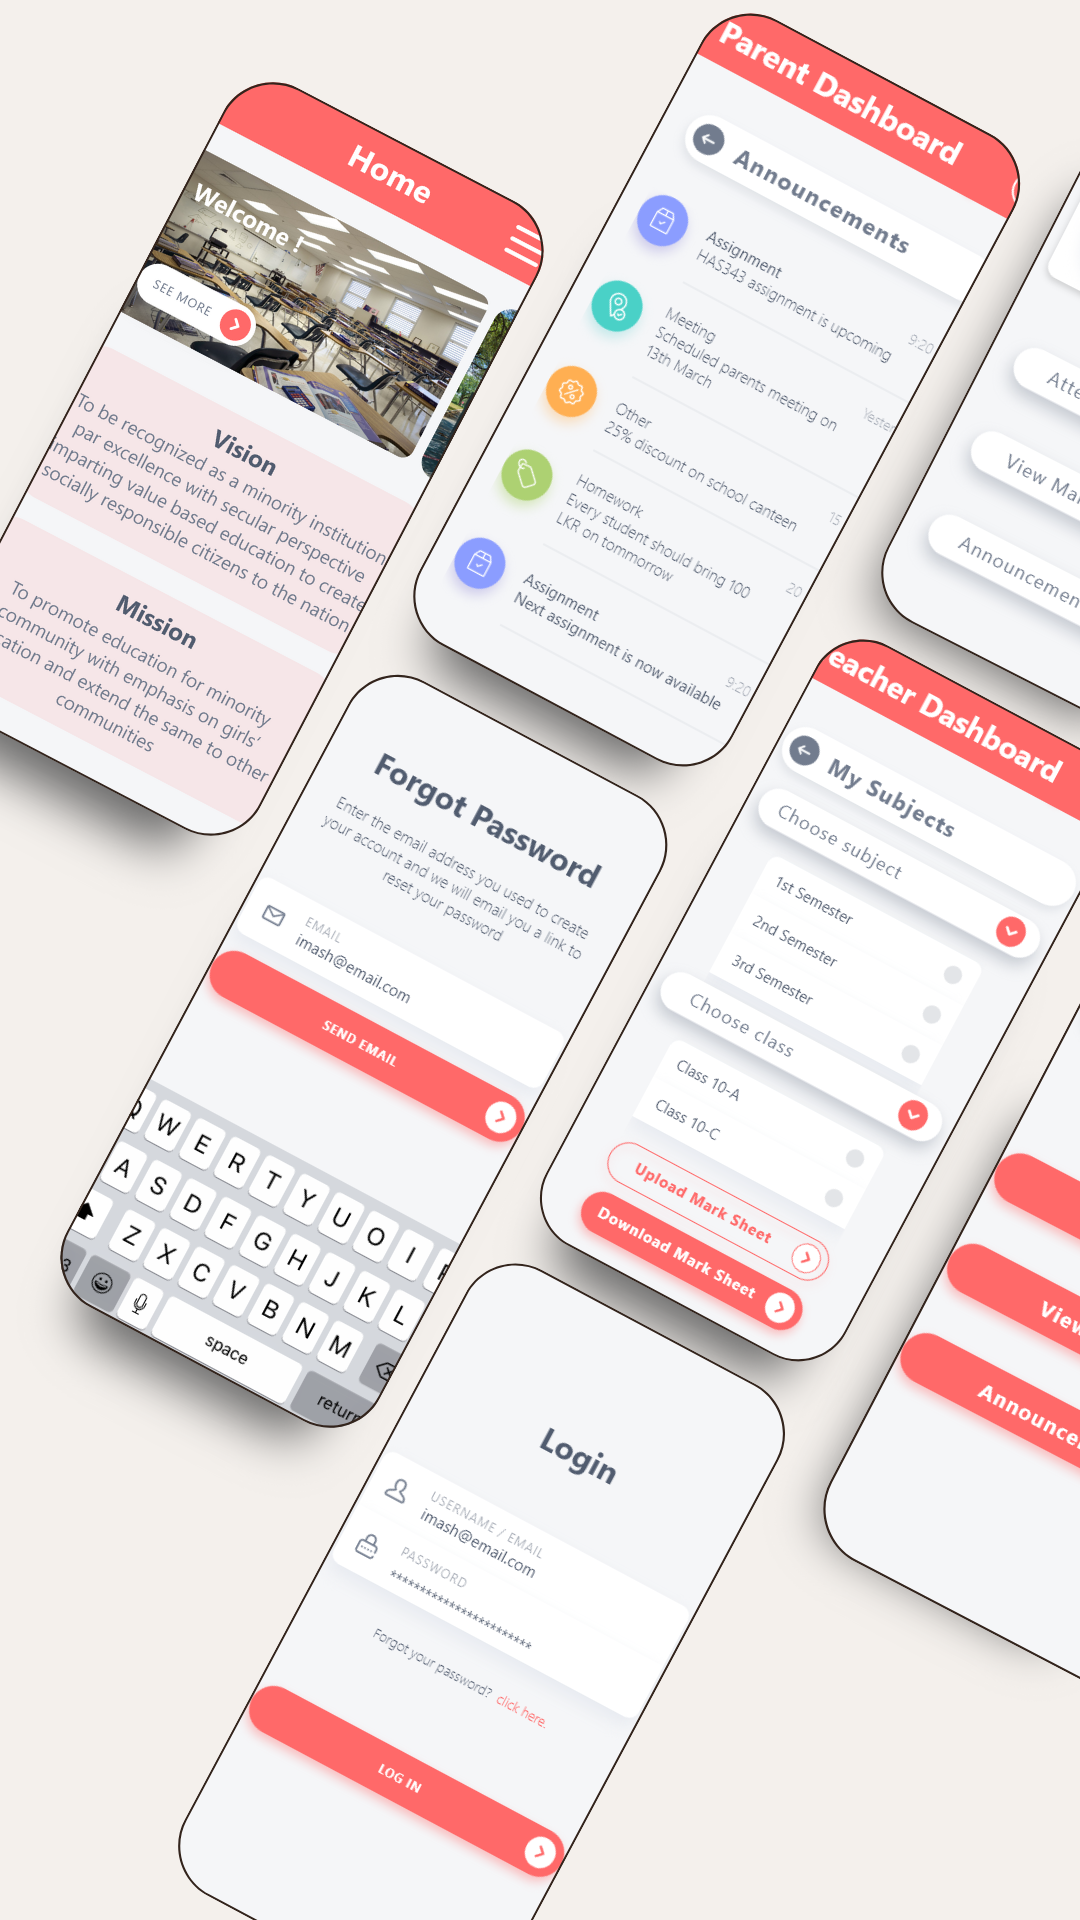 Home
Welcome !
SEE MORE
Vision
To be recognized as a minority institution
par excellence with secular perspective
mparting value based education to create
socially responsible citizens to the nation
Mission
To promote education for minority
community with emphasis on girls'
cation and extend the same to other
communities
Parent Dashboard
Announcements
Assignment
HAS343 assignment is upcoming
9:20
Meeting
Scheduled parents meeting on
13th March
Yester
Other
25% discount on school canteen
15
Homework
Every student should bring 100
LKR on tommorrow
20
Assignment
Next assignment is now available
9:20
Atte
View Mar
Announcemen
Forgot Password
Enter the email address you used to create
your account and we will email you a link to
reset your password
EMAIL
imash@email.com
SEND EMAIL
Q W E R T Y U O I P
A S D F G H J K L
Z X C V B N M
space
return
eacher Dashboard
My Subjects
Choose subject
1st Semester
2nd Semester
3rd Semester
Choose class
Class 10-A
Class 10-C
Upload Mark Sheet
Download Mark Sheet
View
Announce
Login
USERNAME / EMAIL
imash@email.com
PASSWORD
************************
Forgot your password? click here.
LOG IN